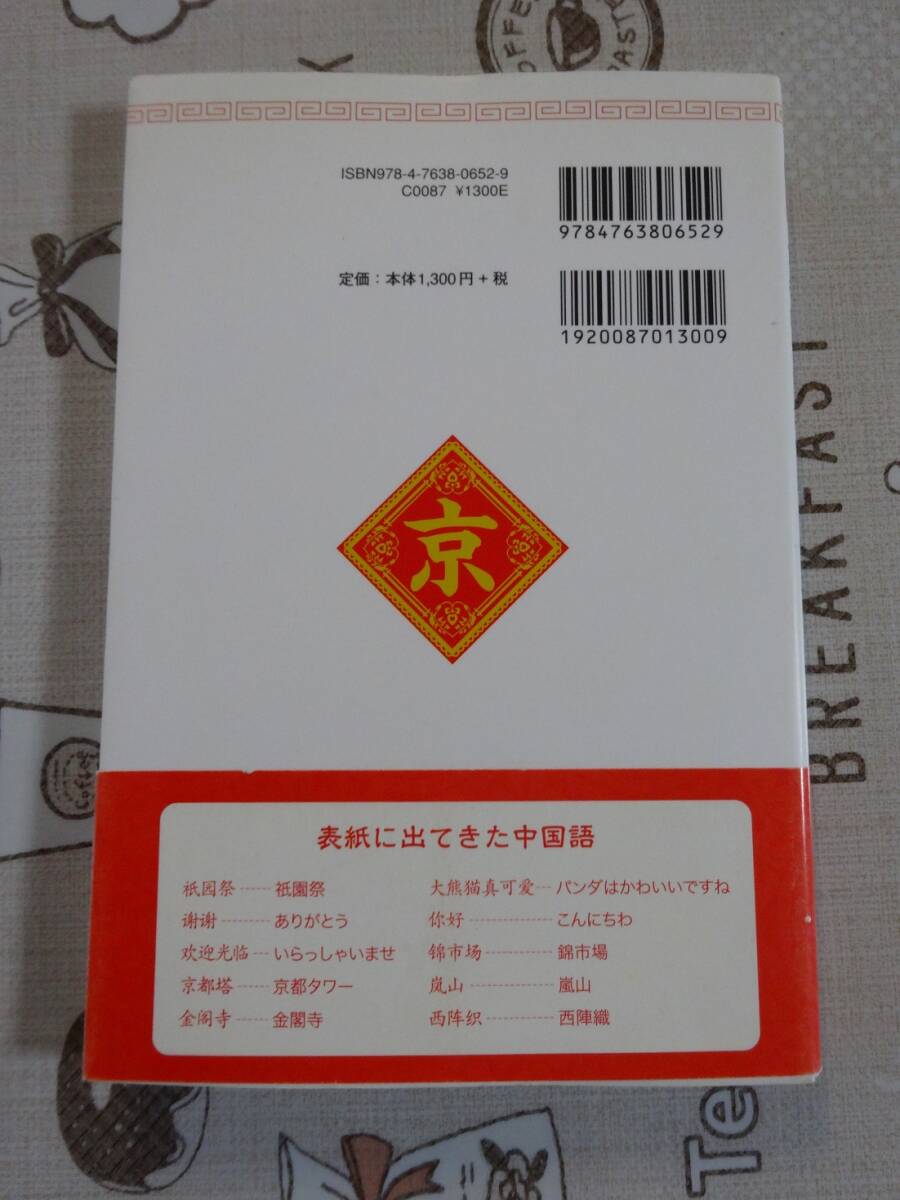 COFFEE
PASTE
ISBN978-4-7638-0652-9
C0087 ¥1300E
9784763806529
定価：本体1,300円＋税
1920087013009
京
表紙に出てきた中国語
祇园祭------祇園祭
谢谢--------ありがとう
欢迎光临---いらっしゃいませ
京都塔------京都タワー
金阁寺------金閣寺
大熊猫真可爱--パンダはかわいいですね
你好----------こんにちわ
锦市场--------錦市場
岚山----------嵐山
西阵织--------西陣織
BREAKFAST
Coffee
Te